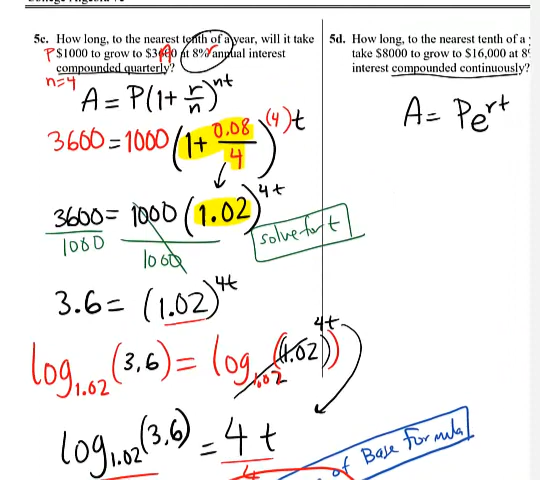 5c. How long, to the nearest tenth of a year, will it take
P $1000 to grow to $3600 at 8% annual interest
A r
compounded quarterly?
n=4
A = P(1 + r/n)^nt
3600 = 1000 (1 + 0.08/4)^(4)t
3600 = 1000 (1.02)^4t
1000 1000
solve for t
3.6 = (1.02)^4t
log_1.02 (3.6) = log_1.02 ((1.02)^4t)
log_1.02 (3.6) = 4t
4
of Base formula
5d. How long, to the nearest tenth of a
take $8000 to grow to $16,000 at 8
interest compounded continuously?
A = Pe^rt